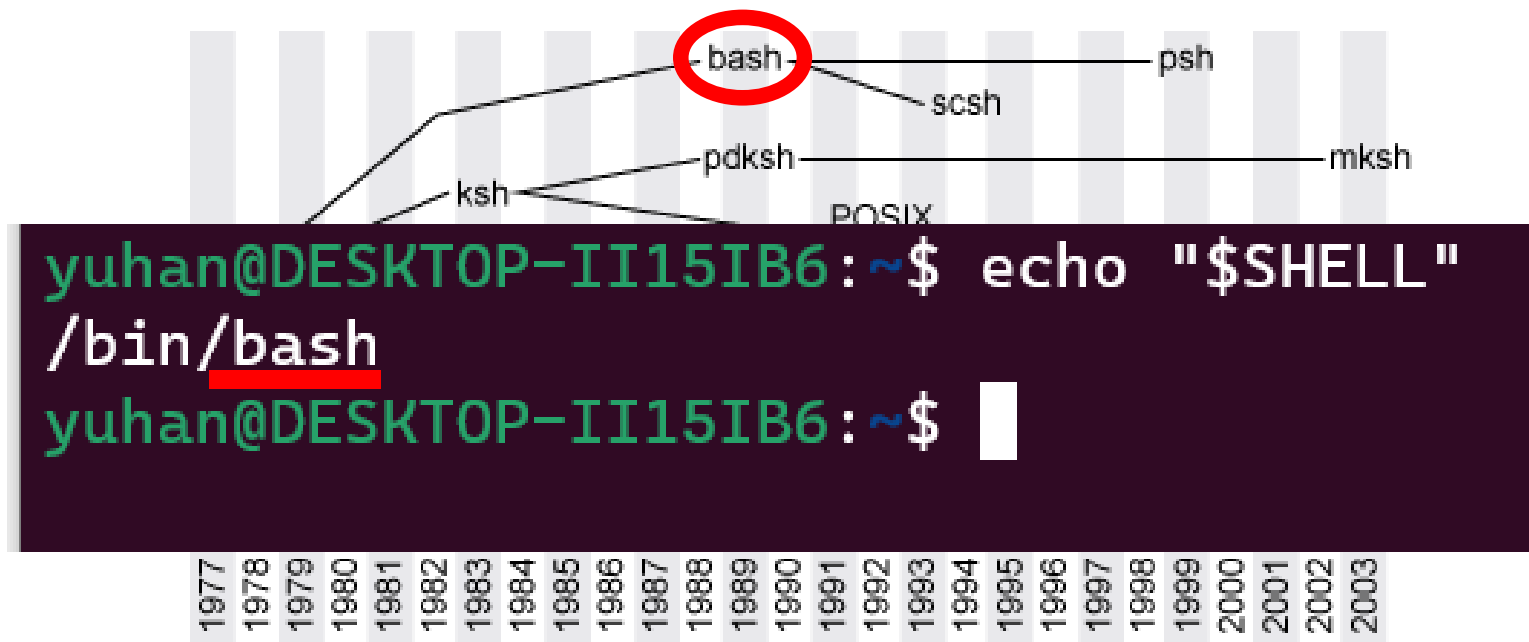 bash
psh
scsh
pdksh
mksh
ksh
POSIX
yuhan@DESKTOP-II15IB6:~$ echo "$SHELL"
/bin/bash
yuhan@DESKTOP-II15IB6:~$
1977
1978
1979
1980
1981
1982
1983
1984
1985
1986
1987
1988
1989
1990
1991
1992
1993
1994
1995
1996
1997
1998
1999
2000
2001
2002
2003